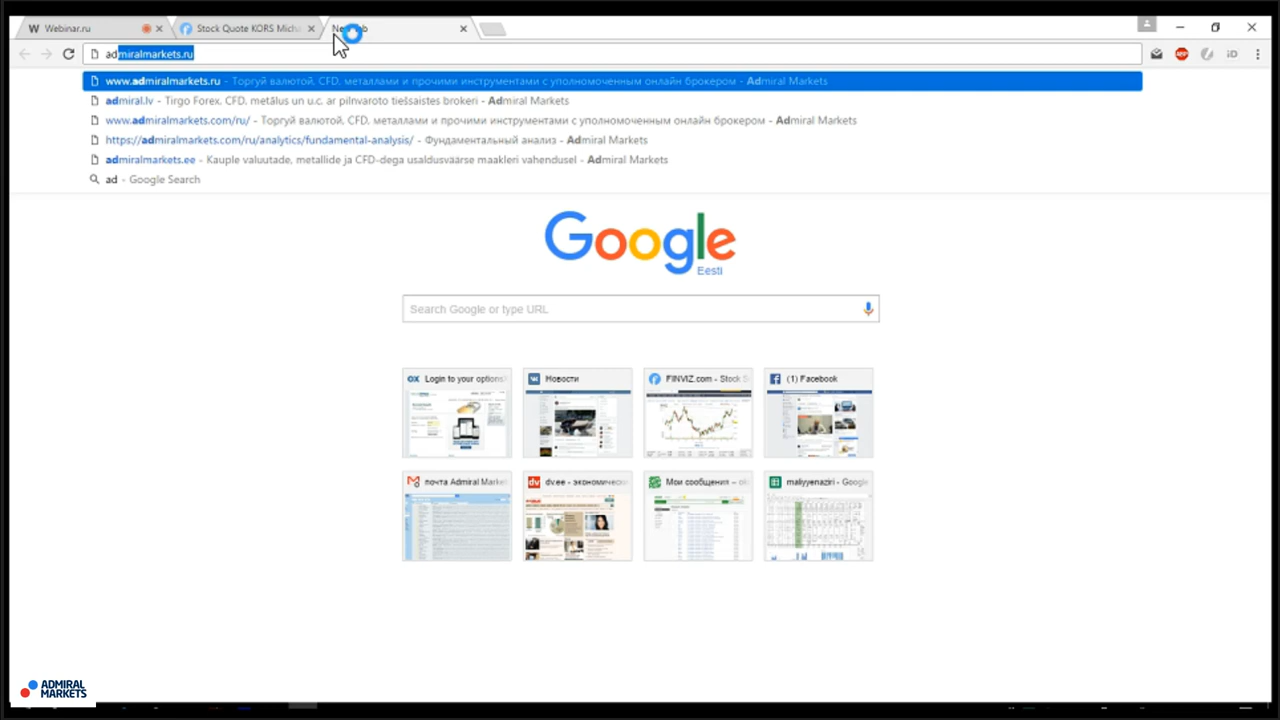 Webinar.ru
Stock Quote KORS Micha
admiralmarkets.ru
www.admiralmarkets.ru - Торгуй валютой, CFD, металлами и прочими инструментами с уполномоченным онлайн брокером - Admiral Markets
admiral.lv - Tirgo Forex, CFD, metālus un u.c. ar pilnvaroto tiešsaistes brokeri - Admiral Markets
www.admiralmarkets.com/ru/ - Торгуй валютой, CFD, металлами и прочими инструментами с уполномоченным онлайн брокером - Admiral Markets
https://admiralmarkets.com/ru/analytics/fundamental-analysis/ - Фундаментальный анализ - Admiral Markets
admiralmarkets.ee - Kauple valuutade, metallide ja CFD-dega usaldusväärse maakleri vahendusel - Admiral Markets
ad - Google Search
Google
Eesti
Search Google or type URL
OX Login to your options
Новости
FINVIZ.com - Stock S
(1) Facebook
почта Admiral Marke
dv dv.ee - экономическо
Мои сообщения –
maliyyenaziri - Google
ADMIRAL
MARKETS